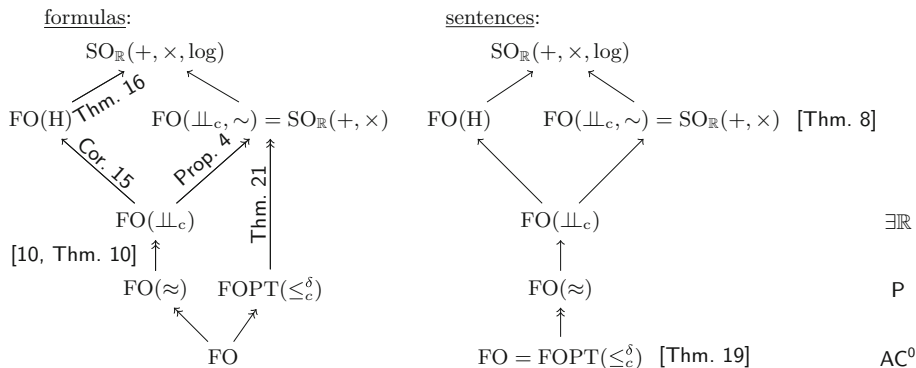 formulas: sentences:
SO_ℝ(+, ×, log) SO_ℝ(+, ×, log)
Thm. 16
FO(H) FO(⊥⊥_c, ∼) = SO_ℝ(+, ×) FO(H) FO(⊥⊥_c, ∼) = SO_ℝ(+, ×) [Thm. 8]
Cor. 15 Prop. 4 Thm. 21
FO(⊥⊥_c) FO(⊥⊥_c) ∃ℝ
[10, Thm. 10]
FO(≈) FOPT(≤_c^δ) FO(≈) P
FO FO = FOPT(≤_c^δ) [Thm. 19] AC⁰